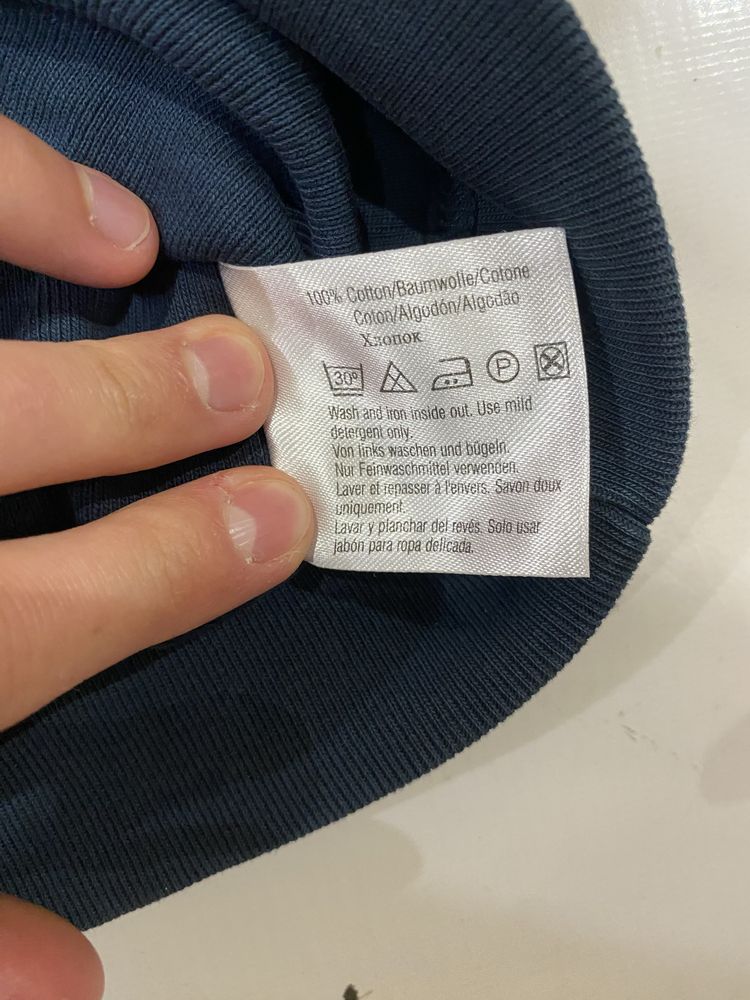 100% Cotton/Baumwolle/Cotone
Coton/Algodón/Algodão
Хлопок
30° P
Wash and iron inside out. Use mild
detergent only.
Von links waschen und bügeln.
Nur Feinwaschmittel verwenden.
Laver et repasser à l'envers. Savon doux
uniquement.
Lavar y planchar del revés. Solo usar
jabón para ropa delicada.